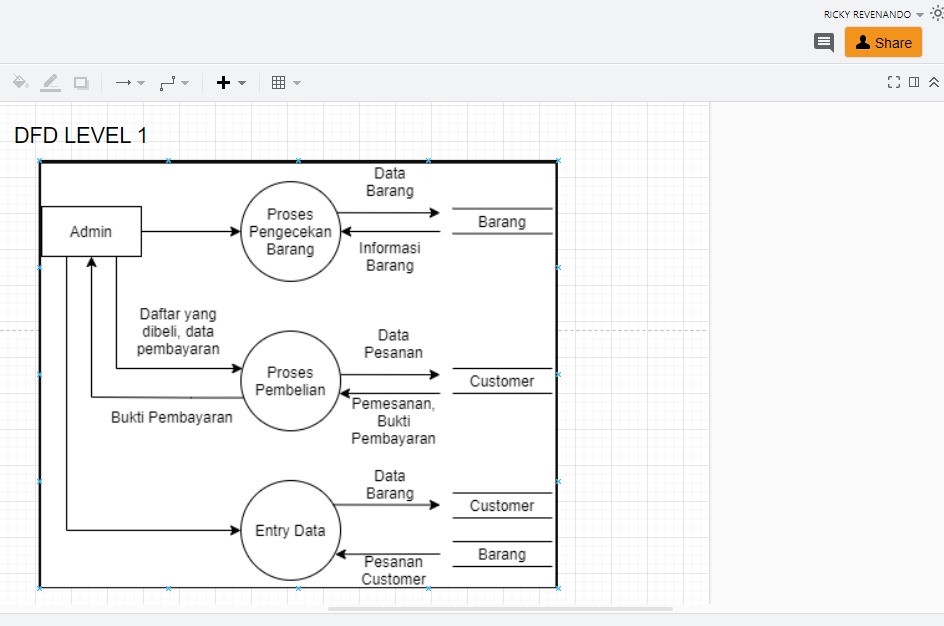 RICKY REVENANDO
Share
DFD LEVEL 1
Data
Barang
Admin
Proses
Pengecekan
Barang
Barang
Informasi
Barang
Daftar yang
dibeli, data
pembayaran
Data
Pesanan
Proses
Pembelian
Customer
Bukti Pembayaran
Pemesanan,
Bukti
Pembayaran
Data
Barang
Customer
Entry Data
Barang
Pesanan
Customer